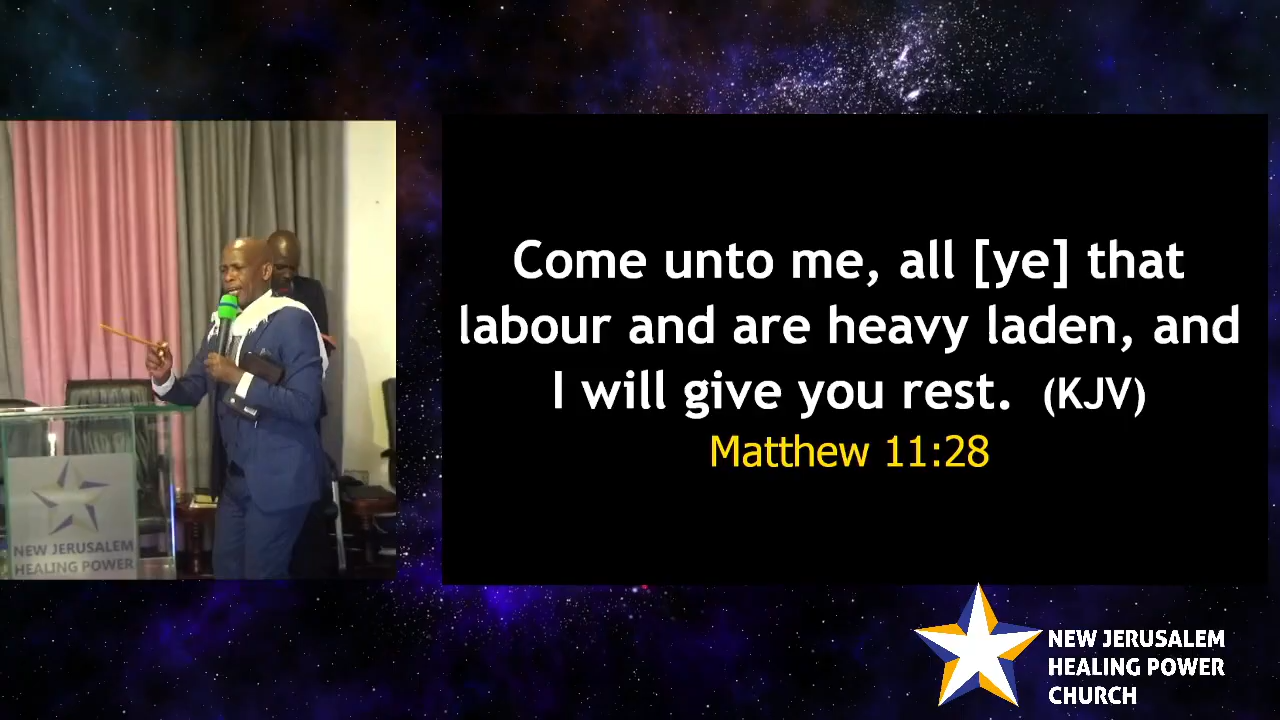 Come unto me, all [ye] that
labour and are heavy laden, and
I will give you rest. (KJV)
Matthew 11:28
NEW JERUSALEM
HEALING POWER
NEW JERUSALEM
HEALING POWER
CHURCH